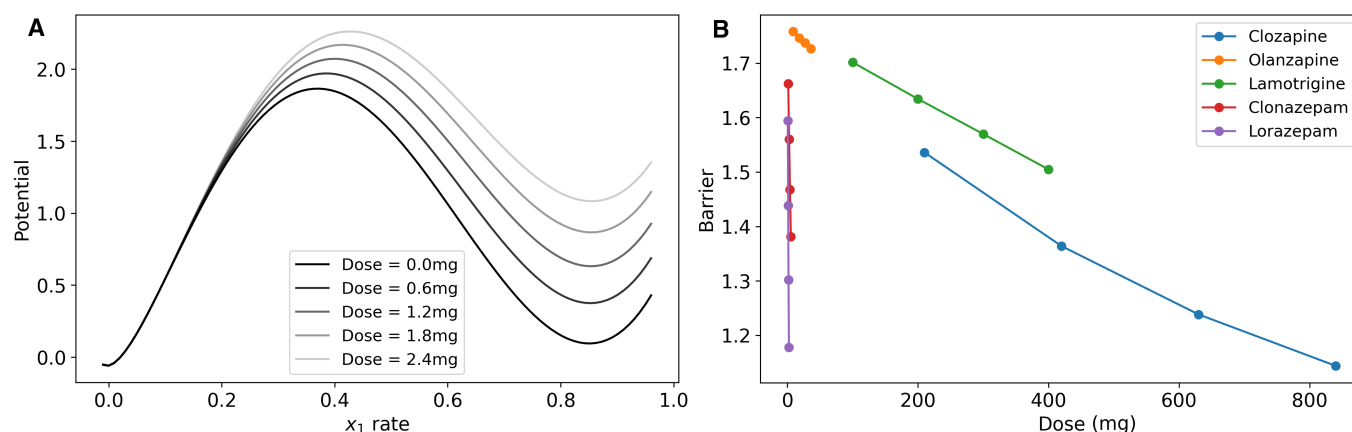 A
Potential
2.0
1.5
1.0
0.5
0.0
0.0 0.2 0.4 0.6 0.8 1.0
x₁ rate
Dose = 0.0mg
Dose = 0.6mg
Dose = 1.2mg
Dose = 1.8mg
Dose = 2.4mg
B
Barrier
1.7
1.6
1.5
1.4
1.3
1.2
0 200 400 600 800
Dose (mg)
Clozapine
Olanzapine
Lamotrigine
Clonazepam
Lorazepam